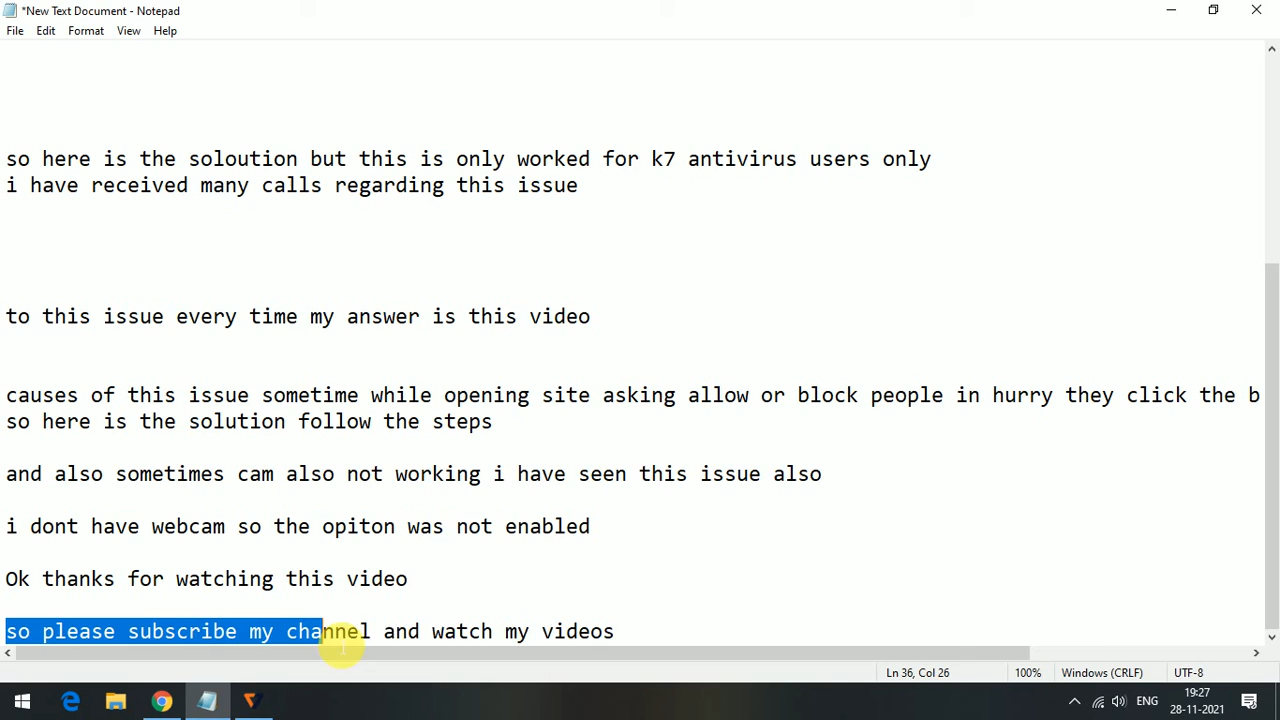 *New Text Document - Notepad
File Edit Format View Help
so here is the soloution but this is only worked for k7 antivirus users only
i have received many calls regarding this issue
to this issue every time my answer is this video
causes of this issue sometime while opening site asking allow or block people in hurry they click the b
so here is the solution follow the steps
and also sometimes cam also not working i have seen this issue also
i dont have webcam so the opiton was not enabled
Ok thanks for watching this video
so please subscribe my channel and watch my videos
Ln 36, Col 26 100% Windows (CRLF) UTF-8
ENG
19:27
28-11-2021